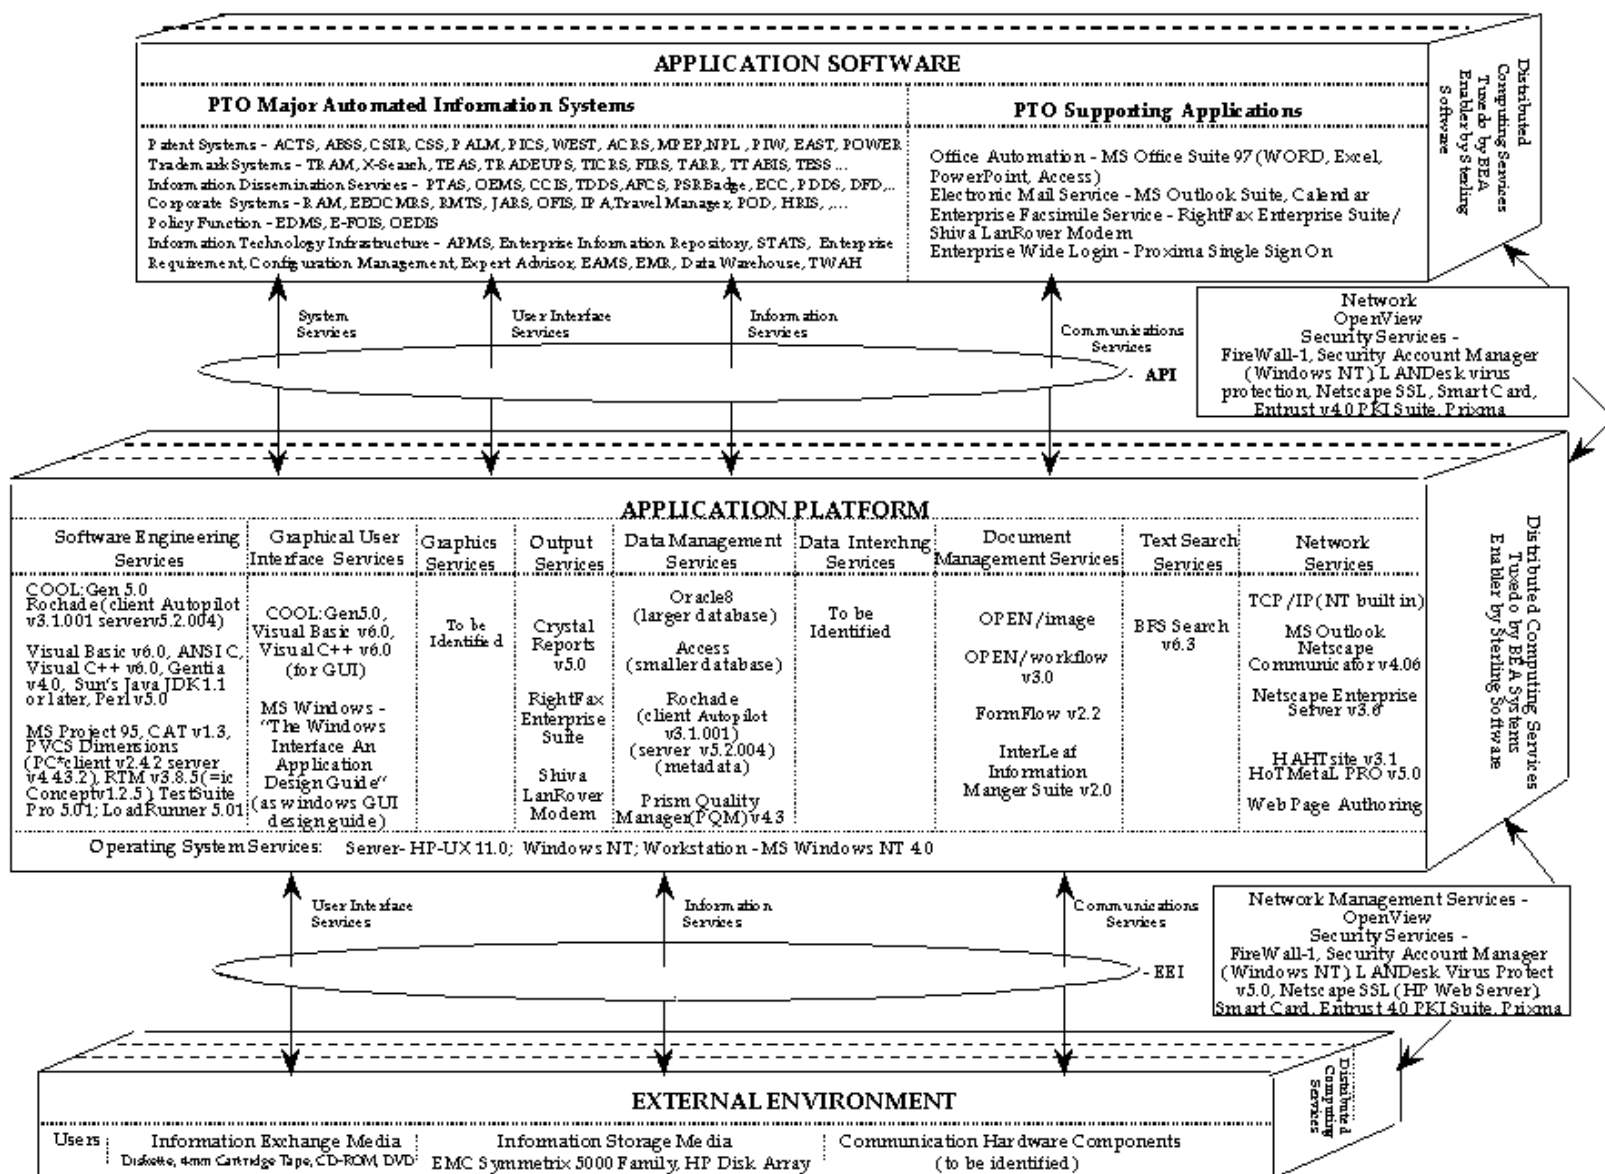 APPLICATION SOFTWARE
PTO Major Automated Information Systems
Patent Systems - ACTS, ABSS, CSIR, CSS, PALM, PICS, WEST, ACRS, MPEP,NPL , PIW, EAST, POWER
Trademark Systems - TRAM, X-Search, TEAS, TRADEUPS, TICRS, FIRS, TARR, TTABIS, TESS ...
Information Dissemination Services - PTAS, OEMS, CCIS, TDDS, AFCS, PSRBadge, ECC, PDDS, DFD,...
Corporate Systems - RAM, EEOCMRS, RMTS, JARS, OFIS, IPA,Travel Manager, POD, HRIS, ,...
Policy Function - EDMS, E-FOIS, OEDIS
Information Technology Infrastructure - APMS, Enterprise Information Repository, STATS, Enterprise
Requirement, Configuration Management, Expert Advisor, EAMS, EMR, Data Warehouse, TWAH
PTO Supporting Applications
Office Automation - MS Office Suite 97 (WORD, Excel,
PowerPoint, Access)
Electronic Mail Service - MS Outlook Suite, Calendar
Enterprise Facsimile Service - RightFax Enterprise Suite/
Shiva LanRover Modem
Enterprise Wide Login - Proxima Single Sign On
Distributed
Computing Services
Tuxedo by BEA
Enabler by Sterling
Software
System
Services
User Interface
Services
Information
Services
Communications
Services
- API
Network
OpenView
Security Services -
FireWall-1, Security Account Manager
(Windows NT) LANDesk virus
protection, Netscape SSL, Smart Card,
Entrust v4.0 PKI Suite, Prixma
APPLICATION PLATFORM
Software Engineering
Services
COOL:Gen 5.0
Rochade (client Autopilot
v3.1.001 server v5.2.004)
Visual Basic v6.0, ANSI C,
Visual C++ v6.0, Gentia
v4.0, Sun's Java JDK 1.1
or later, Perl v5.0
MS Project 95, CAT v1.3,
PVCS Dimensions
(PC*client v2.4.2 server
v4.4.3.2), RTM v3.8.5 (=ic
Concept v1.2.5) TestSuite
Pro 5.01; LoadRunner 5.01
Graphical User
Interface Services
COOL:Gen5.0,
Visual Basic v6.0,
Visual C++ v6.0
(for GUI)
MS Windows -
"The Windows
Interface An
Application
Design Guide"
(as windows GUI
design guide)
Graphics
Services
To be
Identified
Output
Services
Crystal
Reports
v5.0
RightFax
Enterprise
Suite
Shiva
LanRover
Modem
Data Management
Services
Oracle8
(larger database)
Access
(smaller database)
Rochade
(client Autopilot
v3.1.001)
(server v5.2.004)
(metadata)
Prism Quality
Manager(PQM) v4.3
Data Interchng
Services
To be
Identified
Document
Management Services
OPEN/image
OPEN/workflow
v3.0
FormFlow v2.2
InterLeaf
Information
Manger Suite v2.0
Text Search
Services
BRS Search
v6.3
Network
Services
TCP/IP (NT built in)
MS Outlook
Netscape
Communicator v4.06
Netscape Enterprise
Server v3.6
HAHTsite v3.1
HoTMetaL PRO v5.0
Web Page Authoring
Operating System Services: Server- HP-UX 11.0; Windows NT; Workstation - MS Windows NT 4.0
Distributed Computing Services
Tuxedo by BEA Systems
Enabler by Sterling Software
User Interface
Services
Information
Services
Communications
Services
- EEI
Network Management Services -
OpenView
Security Services -
FireWall-1, Security Account Manager
(Windows NT) LANDesk Virus Protect
v5.0, Netscape SSL (HP Web Server)
Smart Card, Entrust 4.0 PKI Suite, Prixma
EXTERNAL ENVIRONMENT
Users
Information Exchange Media
Diskette, 4mm Cartridge Tape, CD-ROM, DVD
Information Storage Media
EMC Symmetrix 5000 Family, HP Disk Array
Communication Hardware Components
(to be identified)
Distributed
Computing
Services